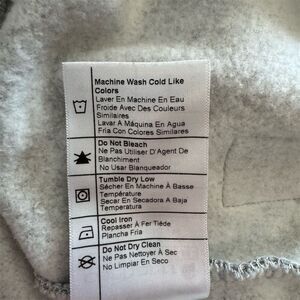 Machine Wash Cold Like
Colors
Laver En Machine En Eau
Froide Avec Des Couleurs
Similaires
Lavar A Máquina En Agua
Fria Con Colores Similares
Do Not Bleach
Ne Pas Utiliser D'Agent De
Blanchiment
No Usar Blanqueador
Tumble Dry Low
Sécher En Machine À Basse
Température
Secar En Secadora A Baja
Temperatura
Cool Iron
Repasser À Fer Tiède
Plancha Fria
Do Not Dry Clean
Ne Pas Nettoyer À Sec
No Limpiar En Seco